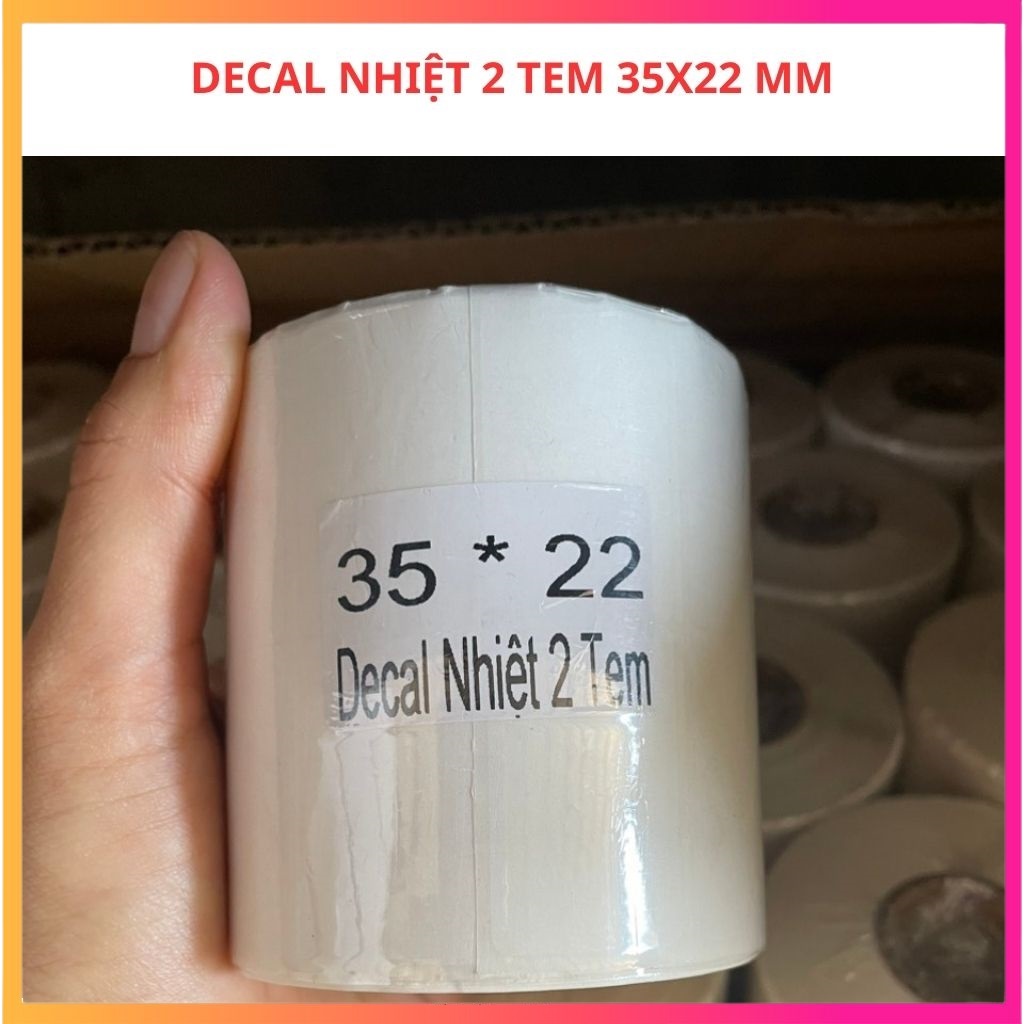 DECAL NHIỆT 2 TEM 35X22 MM
35 * 22
Decal Nhiệt 2 Tem